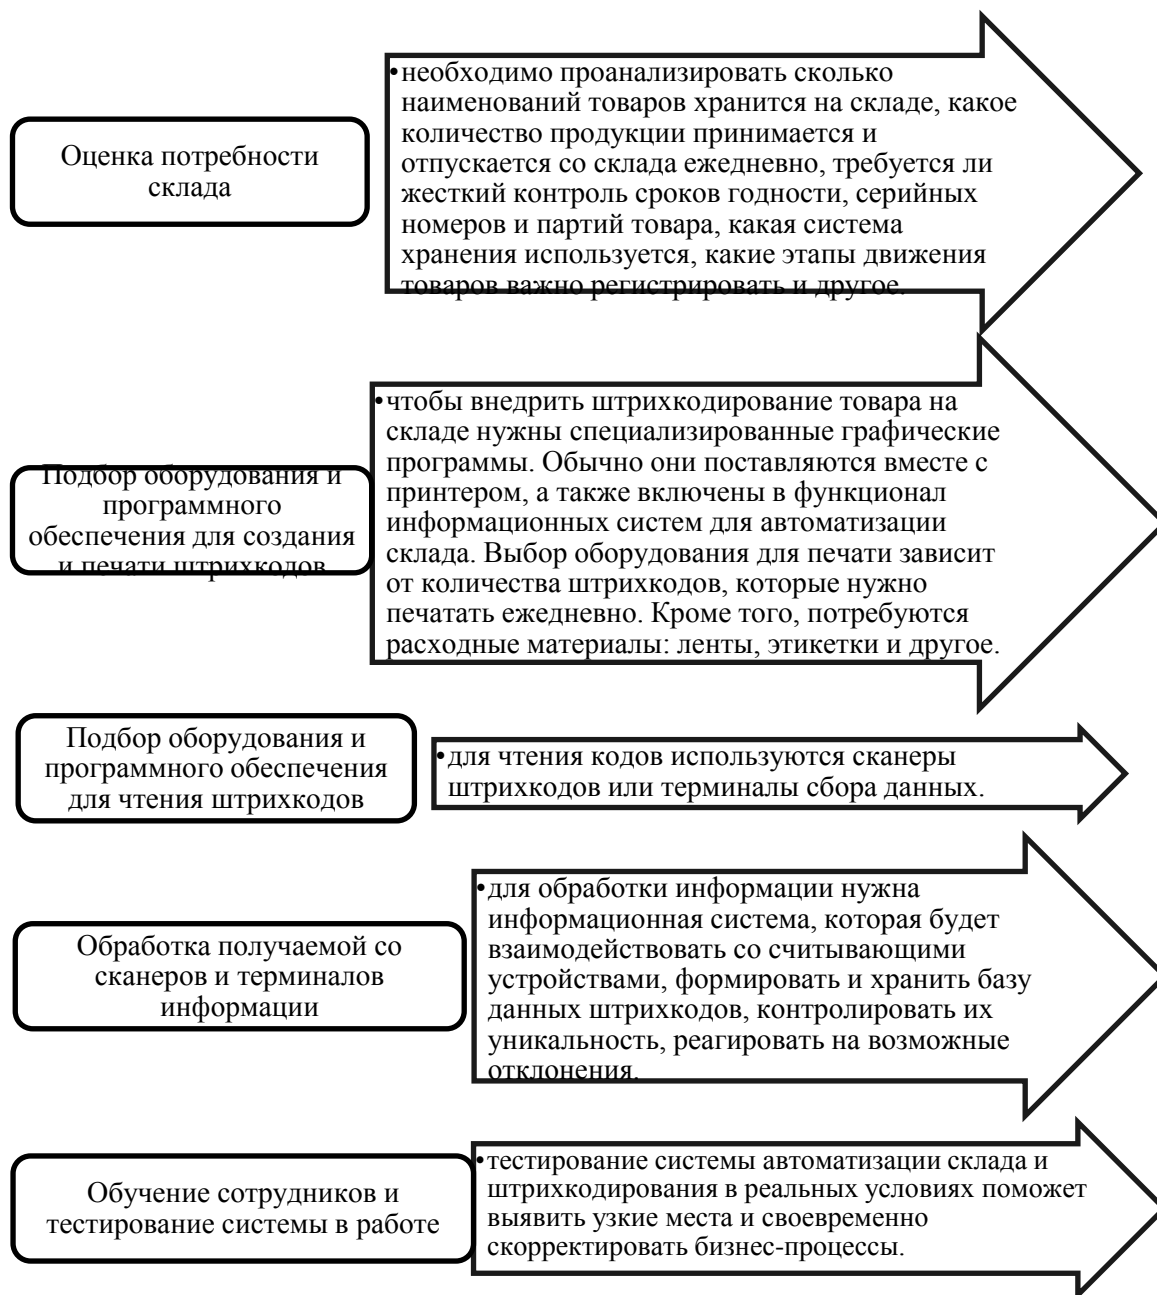 Оценка потребности
склада
•необходимо проанализировать сколько
наименований товаров хранится на складе, какое
количество продукции принимается и
отпускается со склада ежедневно, требуется ли
жесткий контроль сроков годности, серийных
номеров и партий товара, какая система
хранения используется, какие этапы движения
товаров важно регистрировать и другое.
Подбор оборудования и
программного
обеспечения для создания
и печати штрихкодов
•чтобы внедрить штрихкодирование товара на
складе нужны специализированные графические
программы. Обычно они поставляются вместе с
принтером, а также включены в функционал
информационных систем для автоматизации
склада. Выбор оборудования для печати зависит
от количества штрихкодов, которые нужно
печатать ежедневно. Кроме того, потребуются
расходные материалы: ленты, этикетки и другое.
Подбор оборудования и
программного обеспечения
для чтения штрихкодов
•для чтения кодов используются сканеры
штрихкодов или терминалы сбора данных.
Обработка получаемой со
сканеров и терминалов
информации
•для обработки информации нужна
информационная система, которая будет
взаимодействовать со считывающими
устройствами, формировать и хранить базу
данных штрихкодов, контролировать их
уникальность, реагировать на возможные
отклонения.
Обучение сотрудников и
тестирование системы в работе
•тестирование системы автоматизации склада и
штрихкодирования в реальных условиях поможет
выявить узкие места и своевременно
скорректировать бизнес-процессы.